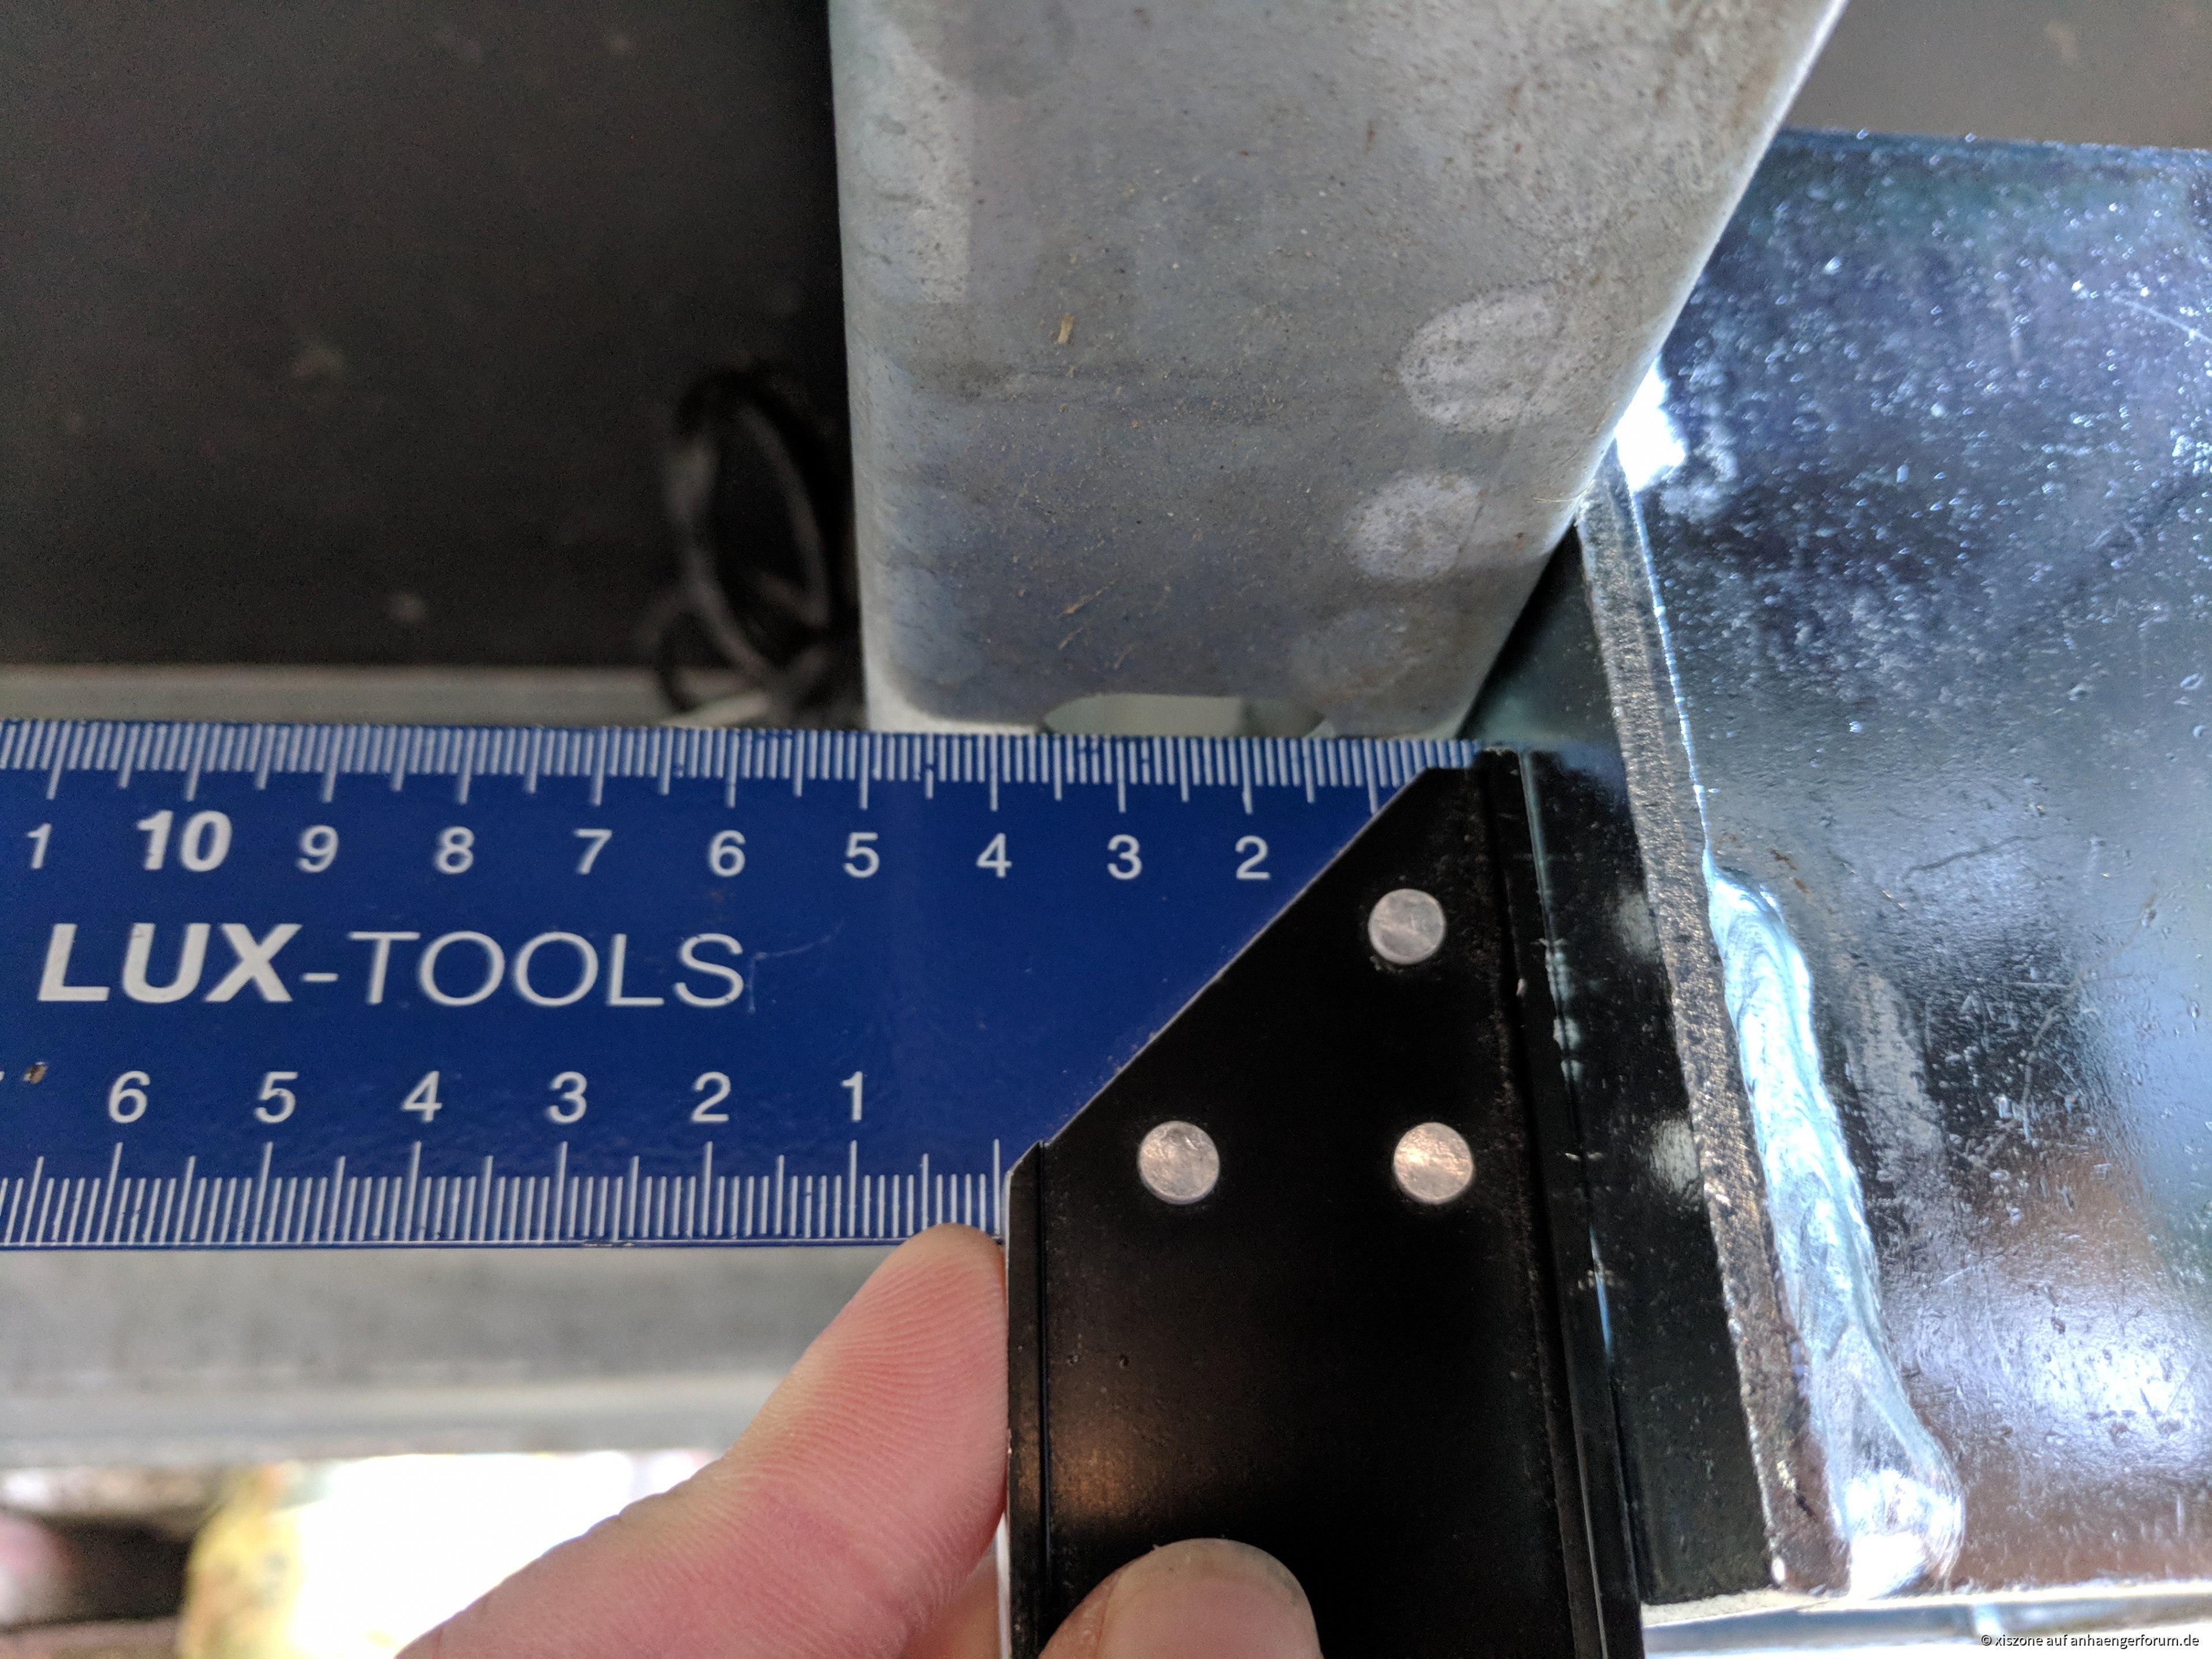 1 10 9 8 7 6 5 4 3 2
LUX-TOOLS
6 5 4 3 2 1
© xiszone auf anhaengerforum.de